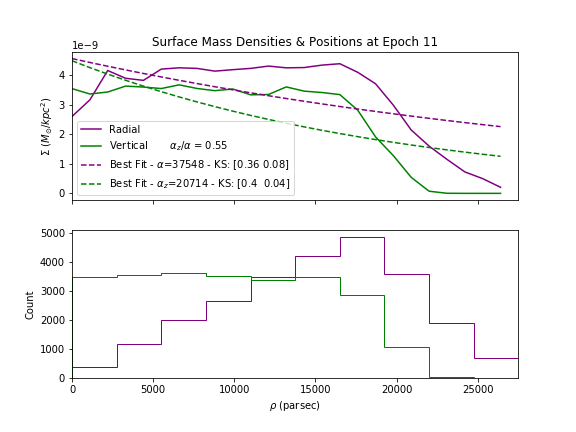 Surface Mass Densities & Positions at Epoch 11
1e−9
4
3
2
1
0
Σ (M⊙/kpc²)
Radial
Vertical αz/α = 0.55
Best Fit - α=37548 - KS: [0.36 0.08]
Best Fit - αz=20714 - KS: [0.4 0.04]
5000
4000
3000
2000
1000
0
Count
0 5000 10000 15000 20000 25000
ρ (parsec)